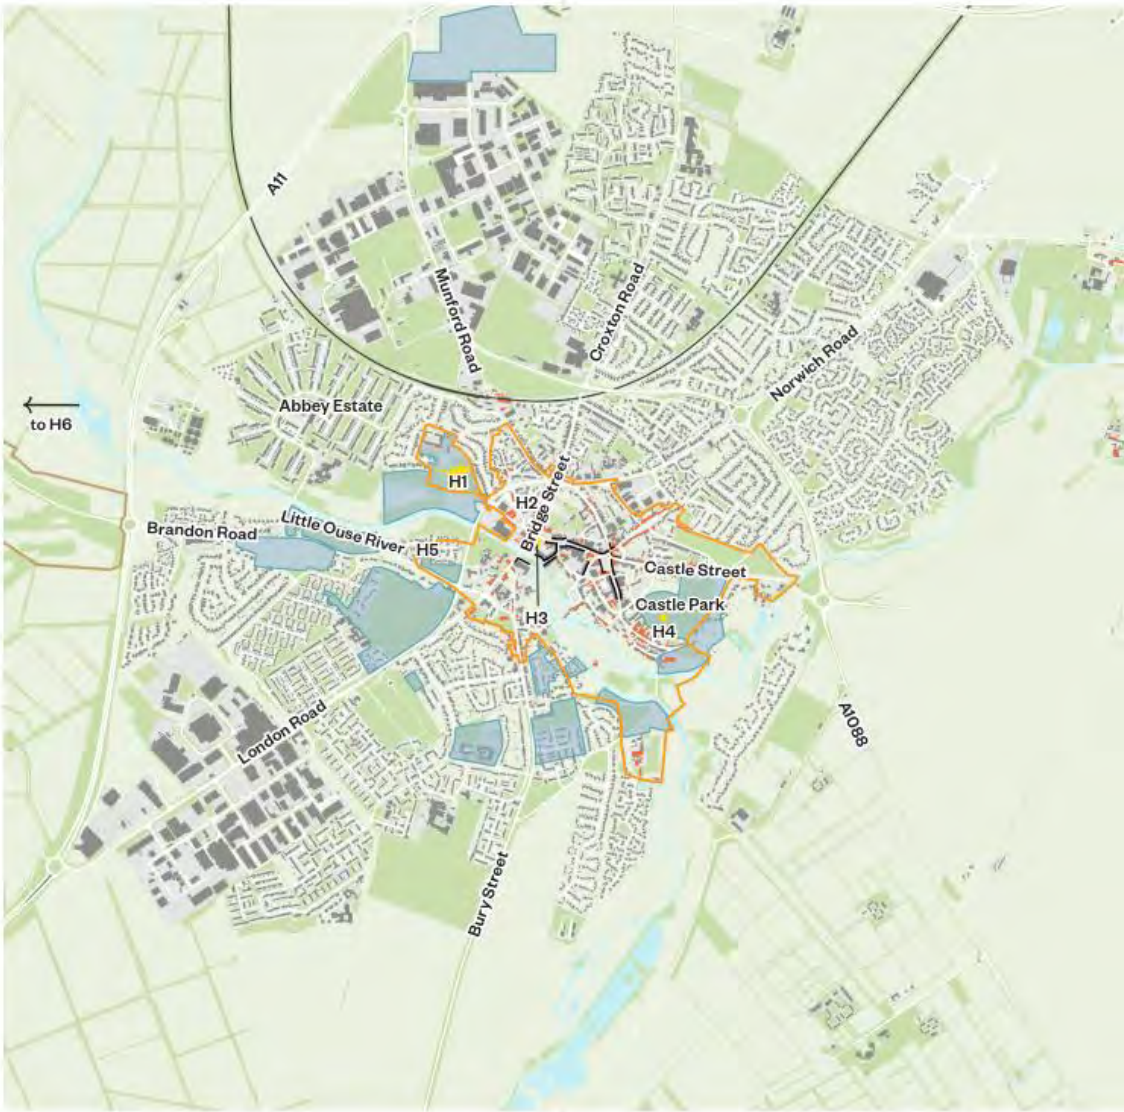 A11
Munford Road
Croxton Road
Norwich Road
Abbey Estate
to H6
H1
H2
Bridge Street
Brandon Road
Little Ouse River
H5
Castle Street
Castle Park
H3
H4
London Road
A1088
Bury Street